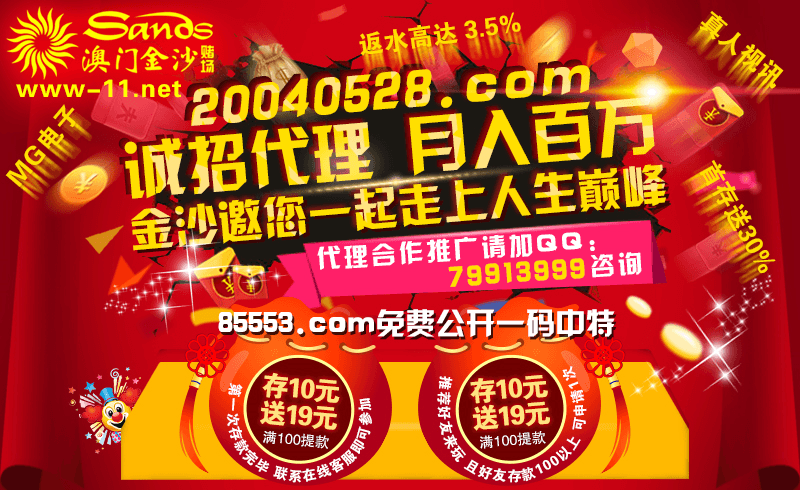 Sands
澳门金沙赌场
www-11.net
返水高达 3.5%
真人视讯
20040528.com
MG电子
诚招代理 月入百万
首存送30%
金沙邀您一起走上人生巅峰
代理合作推广请加QQ：
79913999咨询
85553.com免费公开一码中特
存10元
送19元
满100提款
第一次存款完毕 联系在线客服即可参加
存10元
送19元
满100提款
推荐好友来玩 且好友存款100以上 可申请1次